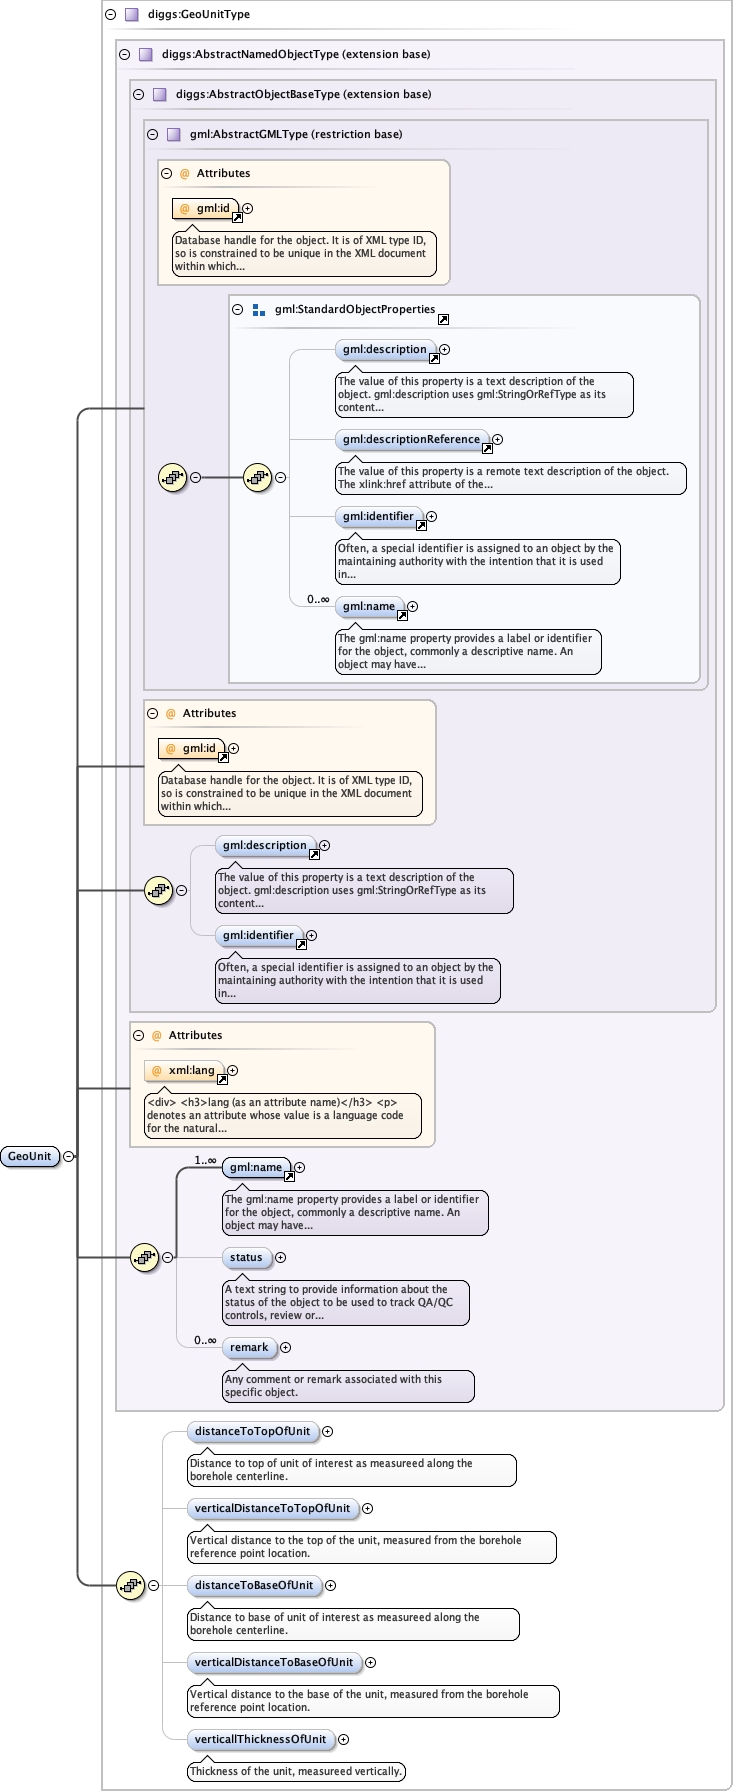 diggs:GeoUnitType
diggs:AbstractNamedObjectType (extension base)
diggs:AbstractObjectBaseType (extension base)
gml:AbstractGMLType (restriction base)
@ Attributes
@ gml:id
Database handle for the object. It is of XML type ID,
so is constrained to be unique in the XML document
within which...
gml:StandardObjectProperties
gml:description
The value of this property is a text description of the
object. gml:description uses gml:StringOrRefType as its
content...
gml:descriptionReference
The value of this property is a remote text description of the object.
The xlink:href attribute of the...
gml:identifier
Often, a special identifier is assigned to an object by the
maintaining authority with the intention that it is used
in...
0..∞
gml:name
The gml:name property provides a label or identifier
for the object, commonly a descriptive name. An
object may have...
@ Attributes
@ gml:id
Database handle for the object. It is of XML type ID,
so is constrained to be unique in the XML document
within which...
gml:description
The value of this property is a text description of the
object. gml:description uses gml:StringOrRefType as its
content...
gml:identifier
Often, a special identifier is assigned to an object by the
maintaining authority with the intention that it is used
in...
@ Attributes
@ xml:lang
<div> <h3>lang (as an attribute name)</h3> <p>
denotes an attribute whose value is a language code
for the natural...
GeoUnit
1..∞
gml:name
The gml:name property provides a label or identifier
for the object, commonly a descriptive name. An
object may have...
status
A text string to provide information about the
status of the object to be used to track QA/QC
controls, review or...
0..∞
remark
Any comment or remark associated with this
specific object.
distanceToTopOfUnit
Distance to top of unit of interest as measureed along the
borehole centerline.
verticalDistanceToTopOfUnit
Vertical distance to the top of the unit, measured from the borehole
reference point location.
distanceToBaseOfUnit
Distance to base of unit of interest as measureed along the
borehole centerline.
verticalDistanceToBaseOfUnit
Vertical distance to the base of the unit, measured from the borehole
reference point location.
verticallThicknessOfUnit
Thickness of the unit, measureed vertically.